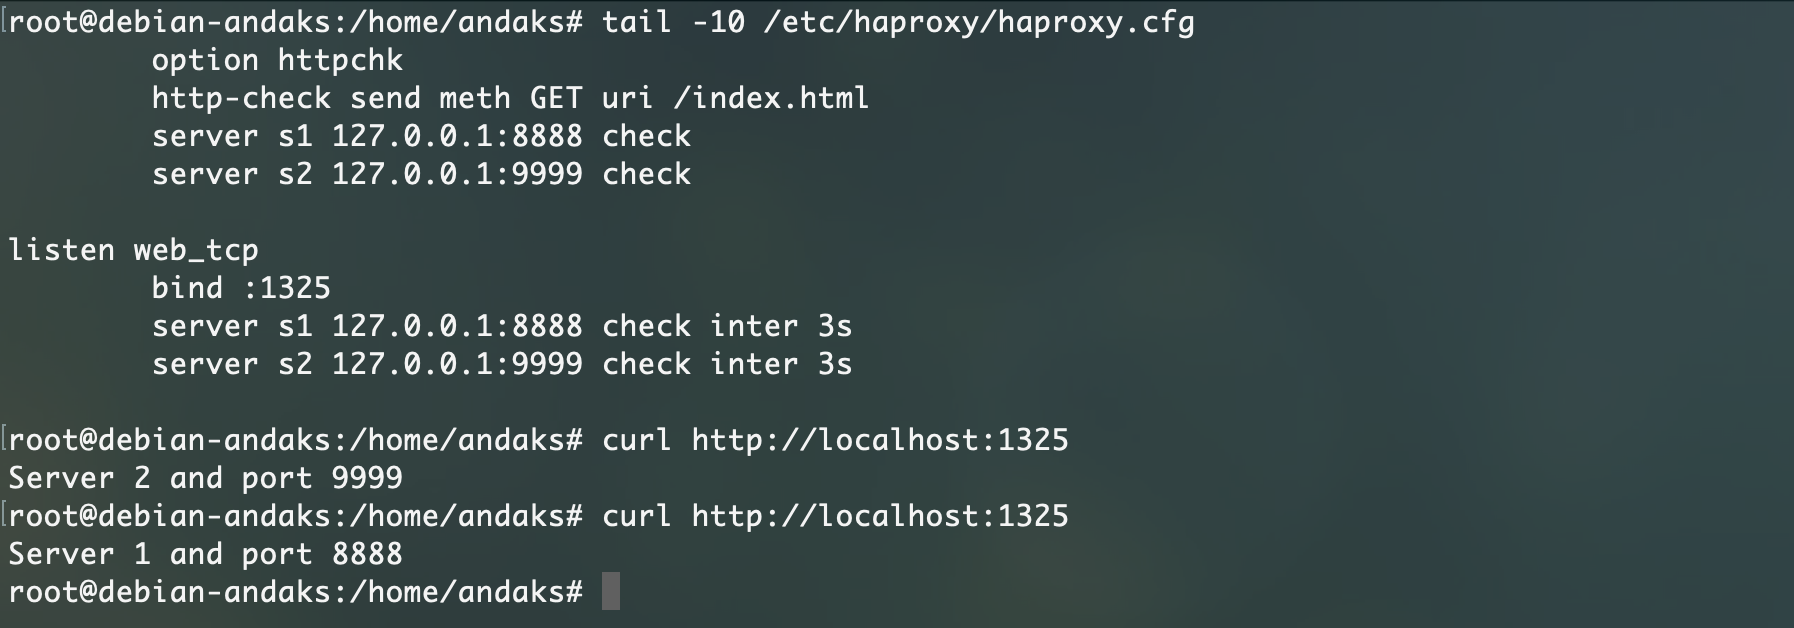 root@debian-andaks:/home/andaks# tail -10 /etc/haproxy/haproxy.cfg
        option httpchk
        http-check send meth GET uri /index.html
        server s1 127.0.0.1:8888 check
        server s2 127.0.0.1:9999 check

listen web_tcp
        bind :1325
        server s1 127.0.0.1:8888 check inter 3s
        server s2 127.0.0.1:9999 check inter 3s

root@debian-andaks:/home/andaks# curl http://localhost:1325
Server 2 and port 9999
root@debian-andaks:/home/andaks# curl http://localhost:1325
Server 1 and port 8888
root@debian-andaks:/home/andaks#